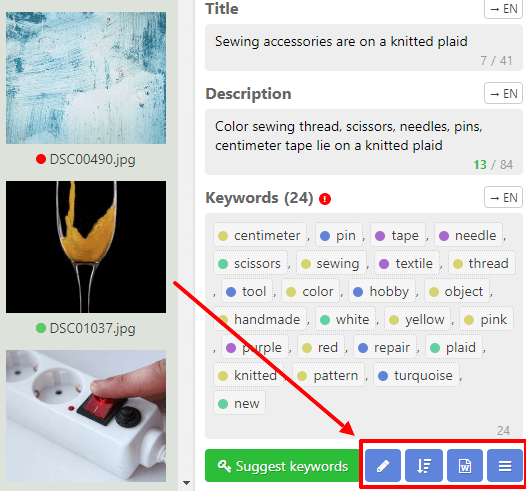 DSC00490.jpg
DSC01037.jpg
Title
→ EN
Sewing accessories are on a knitted plaid
7 / 41
Description
→ EN
Color sewing thread, scissors, needles, pins,
centimeter tape lie on a knitted plaid
13 / 84
Keywords (24) !
→ EN
centimeter , pin , tape , needle ,
scissors , sewing , textile , thread
, tool , color , hobby , object ,
handmade , white , yellow , pink
, purple , red , repair , plaid ,
knitted , pattern , turquoise ,
new
24
Suggest keywords
W